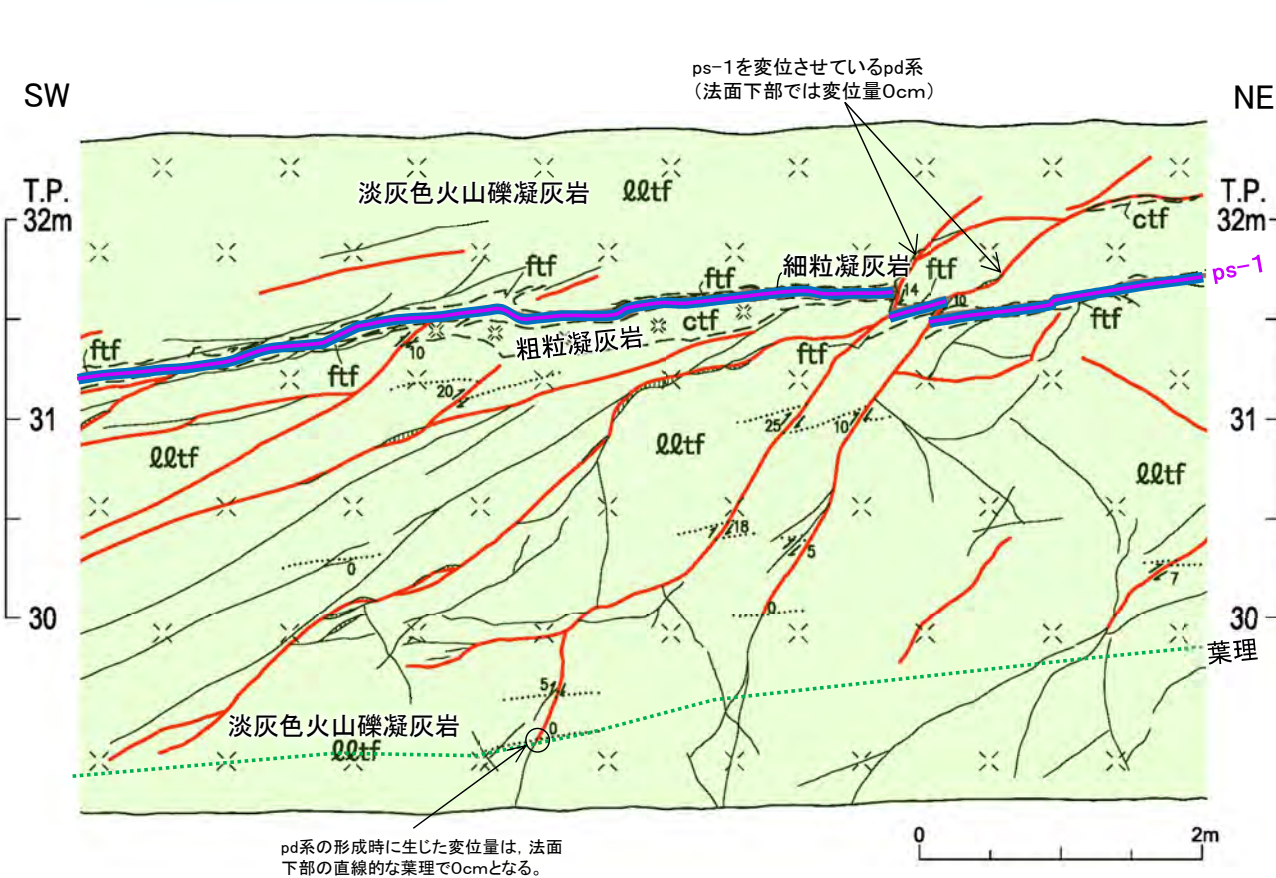 ps-1を変位させているpd系
(法面下部では変位量0cm)
SW
NE
T.P.
淡灰色火山礫凝灰岩
ℓℓtf
T.P.
32m
32m
ctf
ftf
ftf
細粒凝灰岩
ftf
ps-1
14
10
ctf
ftf
粗粒凝灰岩
10
ftf
ftf
ftf
20
31
31
25
10
ℓℓtf
ℓℓtf
ℓℓtf
18
5
0
7
30
0
30
葉理
5
0
淡灰色火山礫凝灰岩
ℓℓtf
pd系の形成時に生じた変位量は, 法面
下部の直線的な葉理で0cmとなる。
0
2m